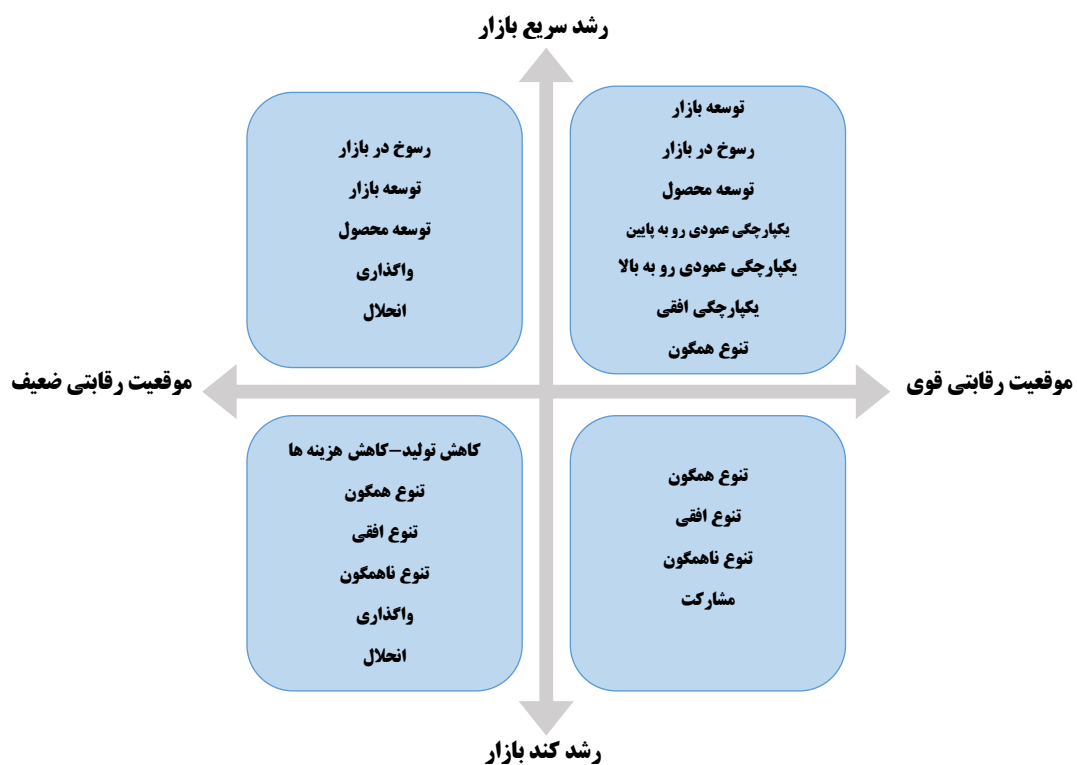 رشد سریع بازار
توسعه بازار
رسوخ در بازار
توسعه محصول
یکپارچگی عمودی رو به پایین
یکپارچگی عمودی رو به بالا
یکپارچگی افقی
تنوع همگون
رسوخ در بازار
توسعه بازار
توسعه محصول
واگذاری
انحلال
موقعیت رقابتی قوی
موقعیت رقابتی ضعیف
تنوع همگون
تنوع افقی
تنوع ناهمگون
مشارکت
کاهش تولید–کاهش هزینه ها
تنوع همگون
تنوع افقی
تنوع ناهمگون
واگذاری
انحلال
رشد کند بازار